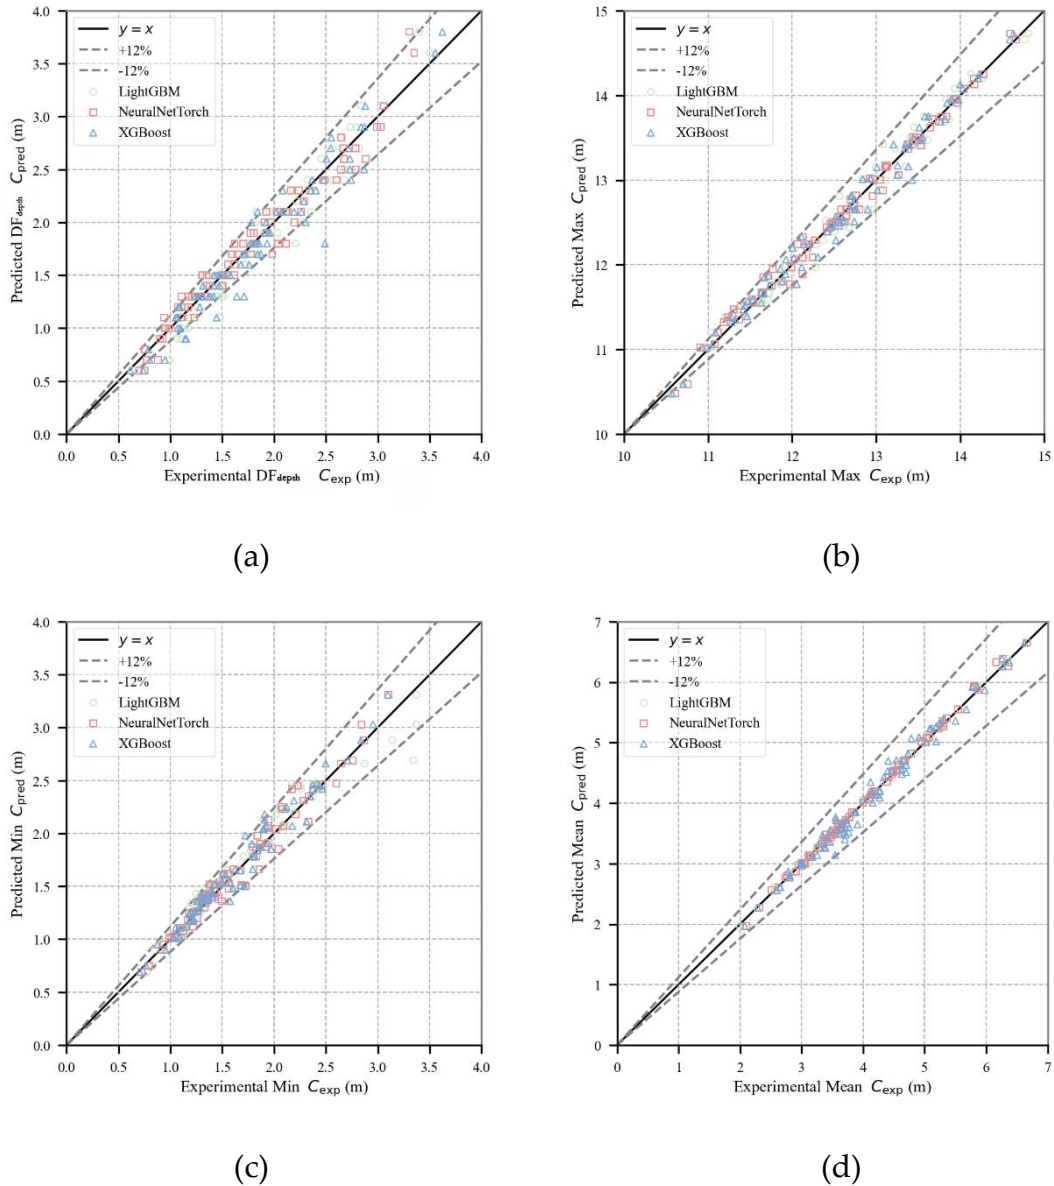 4.0
3.5
3.0
2.5
2.0
1.5
1.0
0.5
0.0
Predicted DFdepth Cpred (m)
y = x
+12%
-12%
LightGBM
NeuralNetTorch
XGBoost
0.0 0.5 1.0 1.5 2.0 2.5 3.0 3.5 4.0
Experimental DFdepth Cexp (m)
(a)
15
14
13
12
11
10
Predicted Max Cpred (m)
y = x
+12%
-12%
LightGBM
NeuralNetTorch
XGBoost
10 11 12 13 14 15
Experimental Max Cexp (m)
(b)
4.0
3.5
3.0
2.5
2.0
1.5
1.0
0.5
0.0
Predicted Min Cpred (m)
y = x
+12%
-12%
LightGBM
NeuralNetTorch
XGBoost
0.0 0.5 1.0 1.5 2.0 2.5 3.0 3.5 4.0
Experimental Min Cexp (m)
(c)
7
6
5
4
3
2
1
0
Predicted Mean Cpred (m)
y = x
+12%
-12%
LightGBM
NeuralNetTorch
XGBoost
0 1 2 3 4 5 6 7
Experimental Mean Cexp (m)
(d)